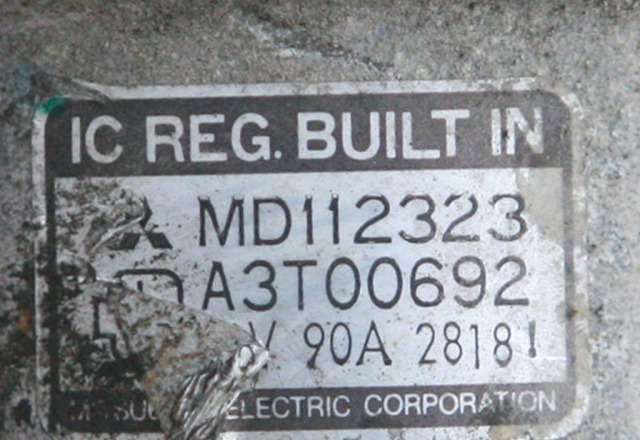 IC REG. BUILT IN
MD112323
A3T00692
V 90A 2818!
ELECTRIC CORPORATION